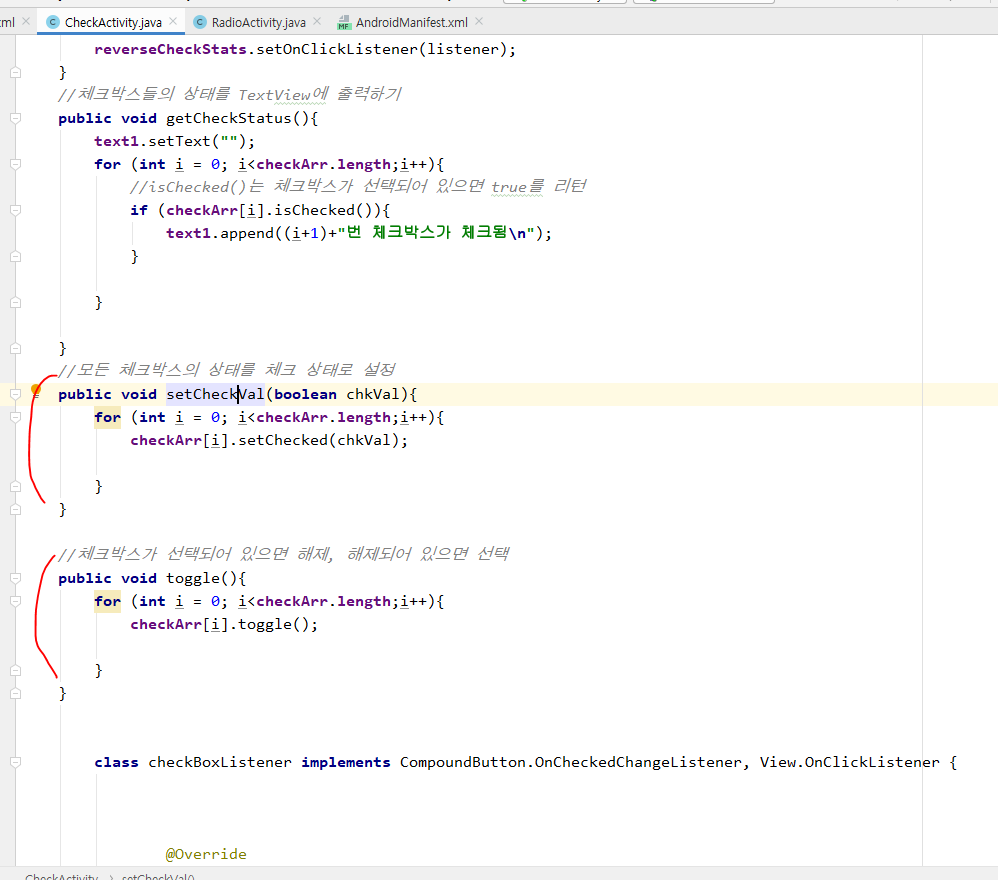 xml CheckActivity.java RadioActivity.java AndroidManifest.xml
reverseCheckStats.setOnClickListener(listener);
}
//체크박스들의 상태를 TextView에 출력하기
public void getCheckStatus(){
text1.setText("");
for (int i = 0; i<checkArr.length;i++){
//isChecked()는 체크박스가 선택되어 있으면 true를 리턴
if (checkArr[i].isChecked()){
text1.append((i+1)+"번 체크박스가 체크됨\n");
}
}
}
//모든 체크박스의 상태를 체크 상태로 설정
public void setCheckVal(boolean chkVal){
for (int i = 0; i<checkArr.length;i++){
checkArr[i].setChecked(chkVal);
}
}
//체크박스가 선택되어 있으면 해제, 해제되어 있으면 선택
public void toggle(){
for (int i = 0; i<checkArr.length;i++){
checkArr[i].toggle();
}
}
class checkBoxListener implements CompoundButton.OnCheckedChangeListener, View.OnClickListener {
@Override
CheckActivity > setCheckVal()